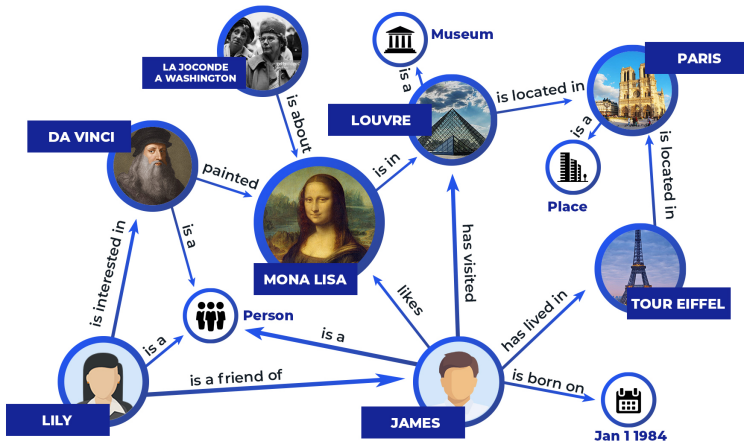 LA JOCONDE
A WASHINGTON
Museum
PARIS
is a
is located in
LOUVRE
is about
DA VINCI
is a
is in
painted
Place
is located in
is a
MONA LISA
has visited
is interested in
likes
has lived in
TOUR EIFFEL
Person
is a
is a
is a friend of
is born on
LILY
JAMES
Jan 1 1984